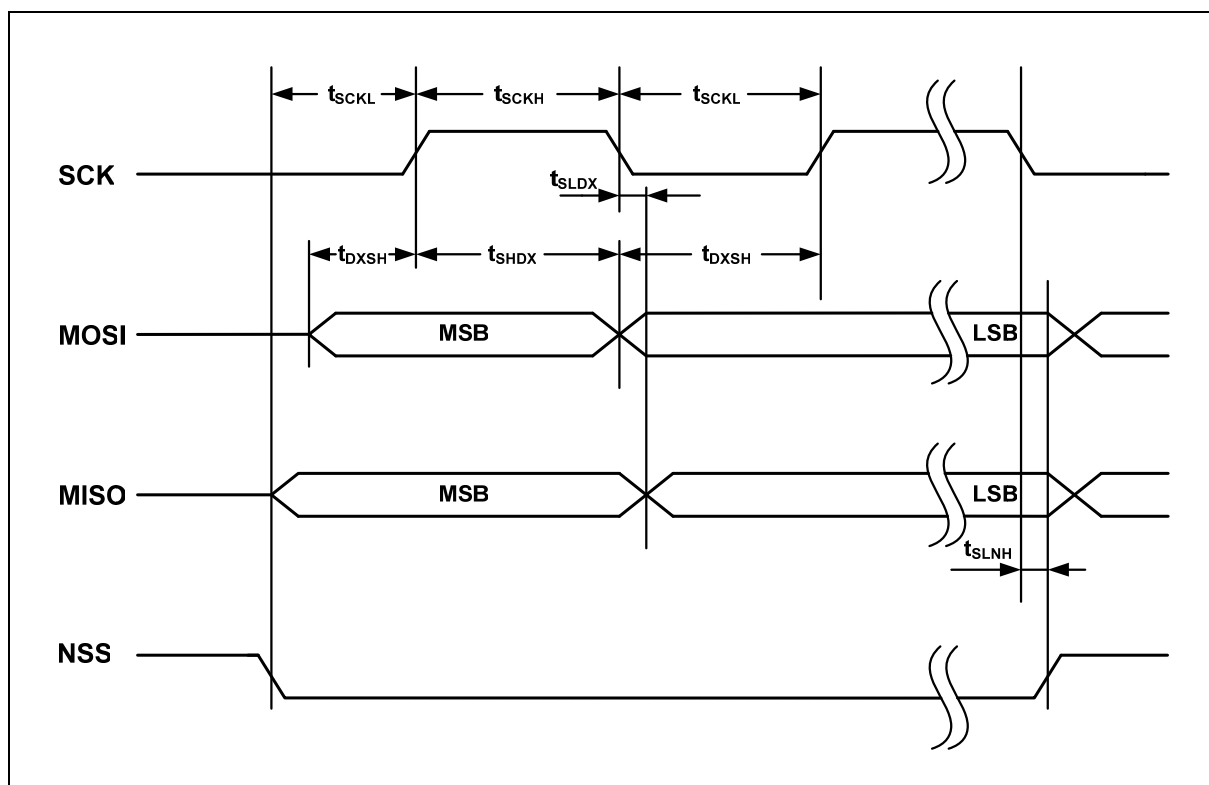 tSCKL tSCKH tSCKL
SCK
tSLDX
tDXSH tSHDX tDXSH
MOSI MSB LSB
MISO MSB LSB
tSLNH
NSS